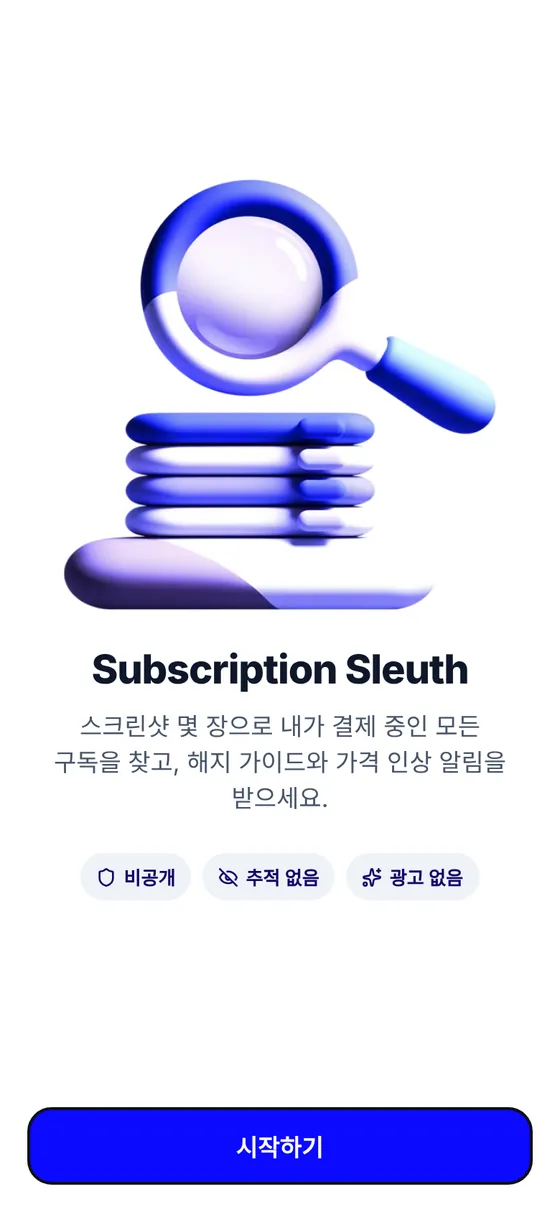 Subscription Sleuth
스크린샷 몇 장으로 내가 결제 중인 모든
구독을 찾고, 해지 가이드와 가격 인상 알림을
받으세요.
비공개
추적 없음
광고 없음
시작하기